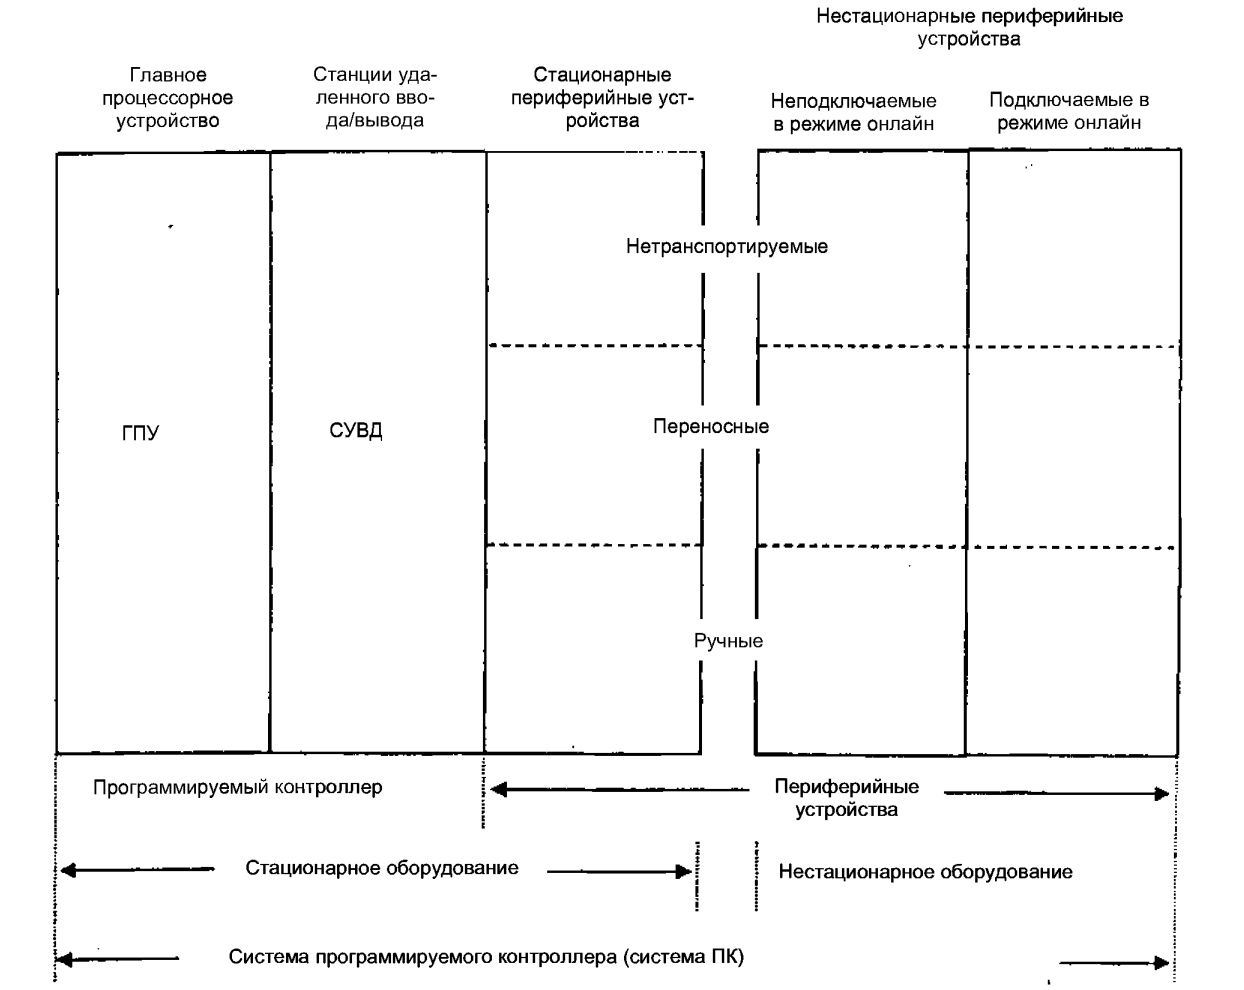 Нестационарные периферийные
устройства
Главное
процессорное
устройство
Станции уда-
ленного вво-
да/вывода
Стационарные
периферийные уст-
ройства
Неподключаемые
в режиме онлайн
Подключаемые в
режиме онлайн
Нетранспортируемые
ГПУ
СУВД
Переносные
Ручные
Программируемый контроллер
Периферийные
устройства
Стационарное оборудование
Нестационарное оборудование
Система программируемого контроллера (система ПК)